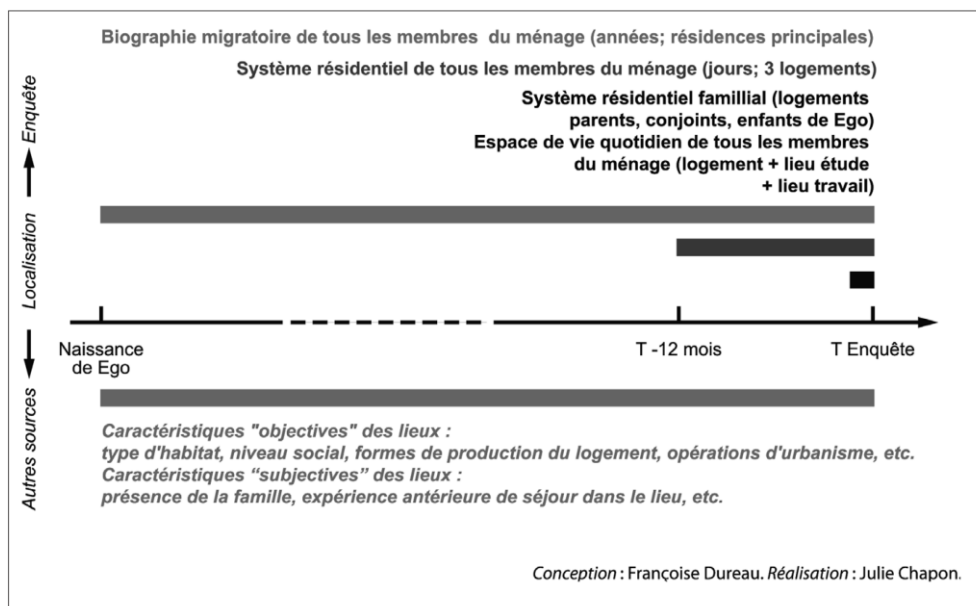 Biographie migratoire de tous les membres du ménage (années; résidences principales)
Système résidentiel de tous les membres du ménage (jours; 3 logements)
Système résidentiel famillial (logements
parents, conjoints, enfants de Ego)
Espace de vie quotidien de tous les membres
du ménage (logement + lieu étude
+ lieu travail)
Enquête
Localisation
Autres sources
Naissance
de Ego
T -12 mois
T Enquête
Caractéristiques "objectives" des lieux :
type d'habitat, niveau social, formes de production du logement, opérations d'urbanisme, etc.
Caractéristiques “subjectives” des lieux :
présence de la famille, expérience antérieure de séjour dans le lieu, etc.
Conception : Françoise Dureau. Réalisation : Julie Chapon.